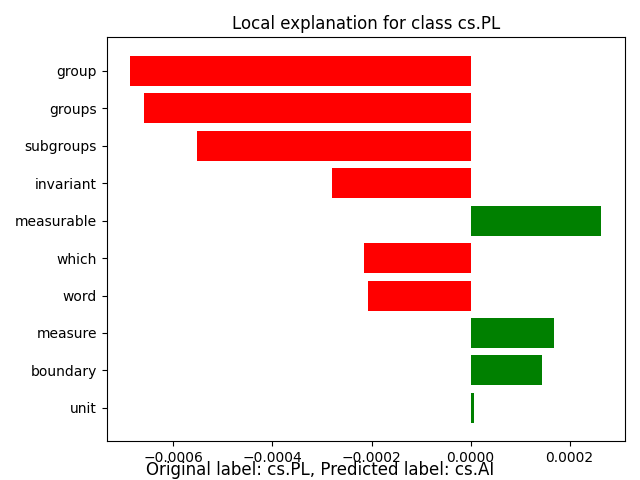 Local explanation for class cs.PL
group
groups
subgroups
invariant
measurable
which
word
measure
boundary
unit
−0.0006 −0.0004 −0.0002 0.0000 0.0002
Original label: cs.PL, Predicted label: cs.AI